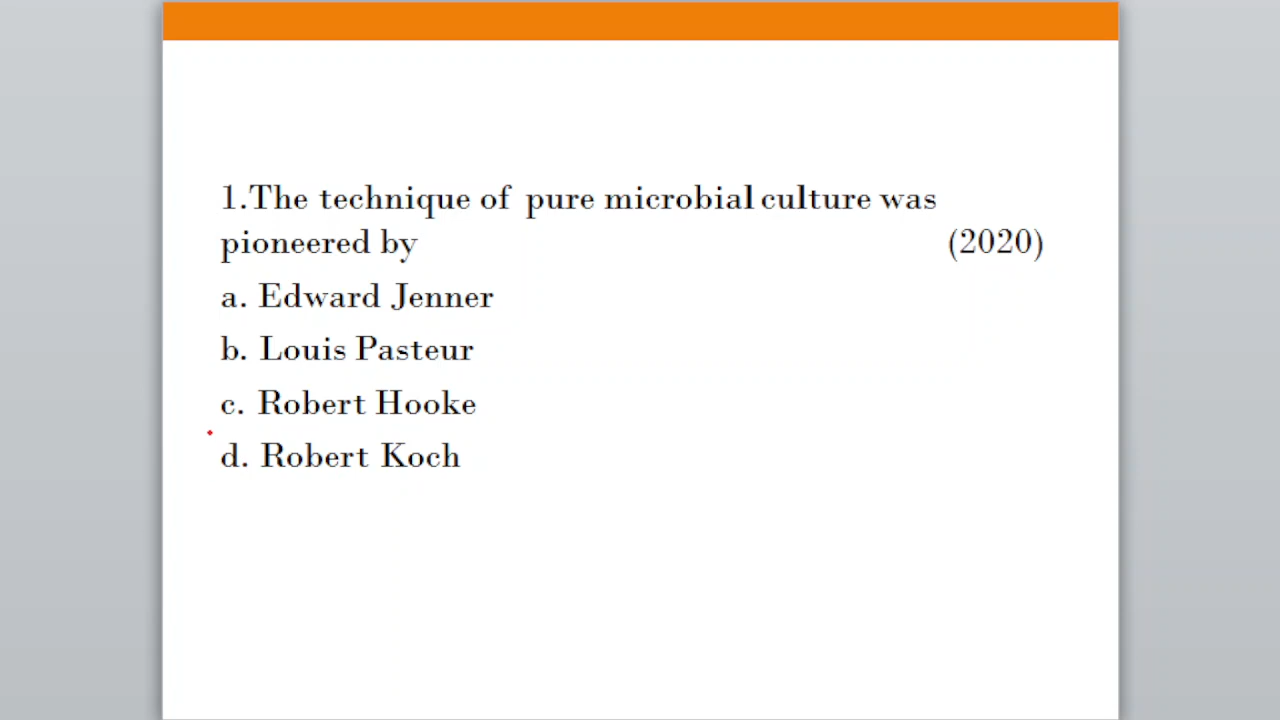 1.The technique of pure microbial culture was
pioneered by (2020)
a. Edward Jenner
b. Louis Pasteur
c. Robert Hooke
d. Robert Koch